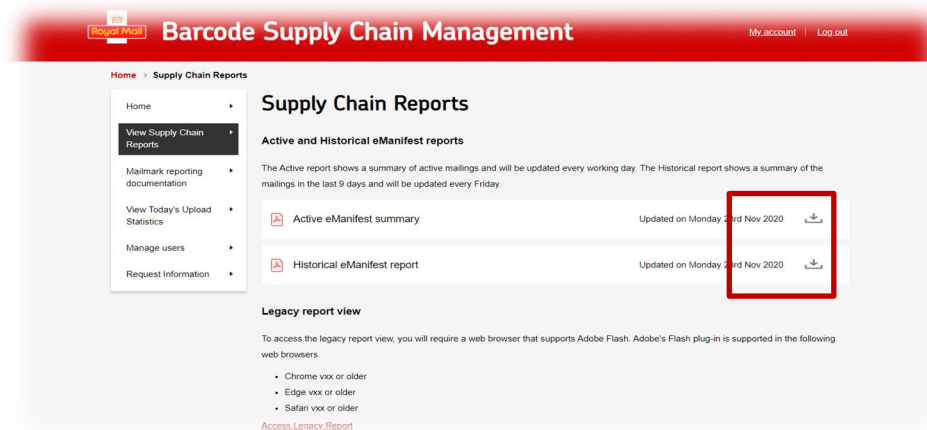 Royal Mail
Barcode Supply Chain Management
My account | Log out
Home > Supply Chain Reports
Home
View Supply Chain
Reports
Mailmark reporting
documentation
View Today's Upload
Statistics
Manage users
Request Information
Supply Chain Reports
Active and Historical eManifest reports
The Active report shows a summary of active mailings and will be updated every working day. The Historical report shows a summary of the
mailings in the last 9 days and will be updated every Friday.
Active eManifest summary
Updated on Monday 23rd Nov 2020
Historical eManifest report
Updated on Monday 23rd Nov 2020
Legacy report view
To access the legacy report view, you will require a web browser that supports Adobe Flash. Adobe's Flash plug-in is supported in the following
web browsers.
• Chrome vxx or older
• Edge vxx or older
• Safari vxx or older
Access Legacy Report